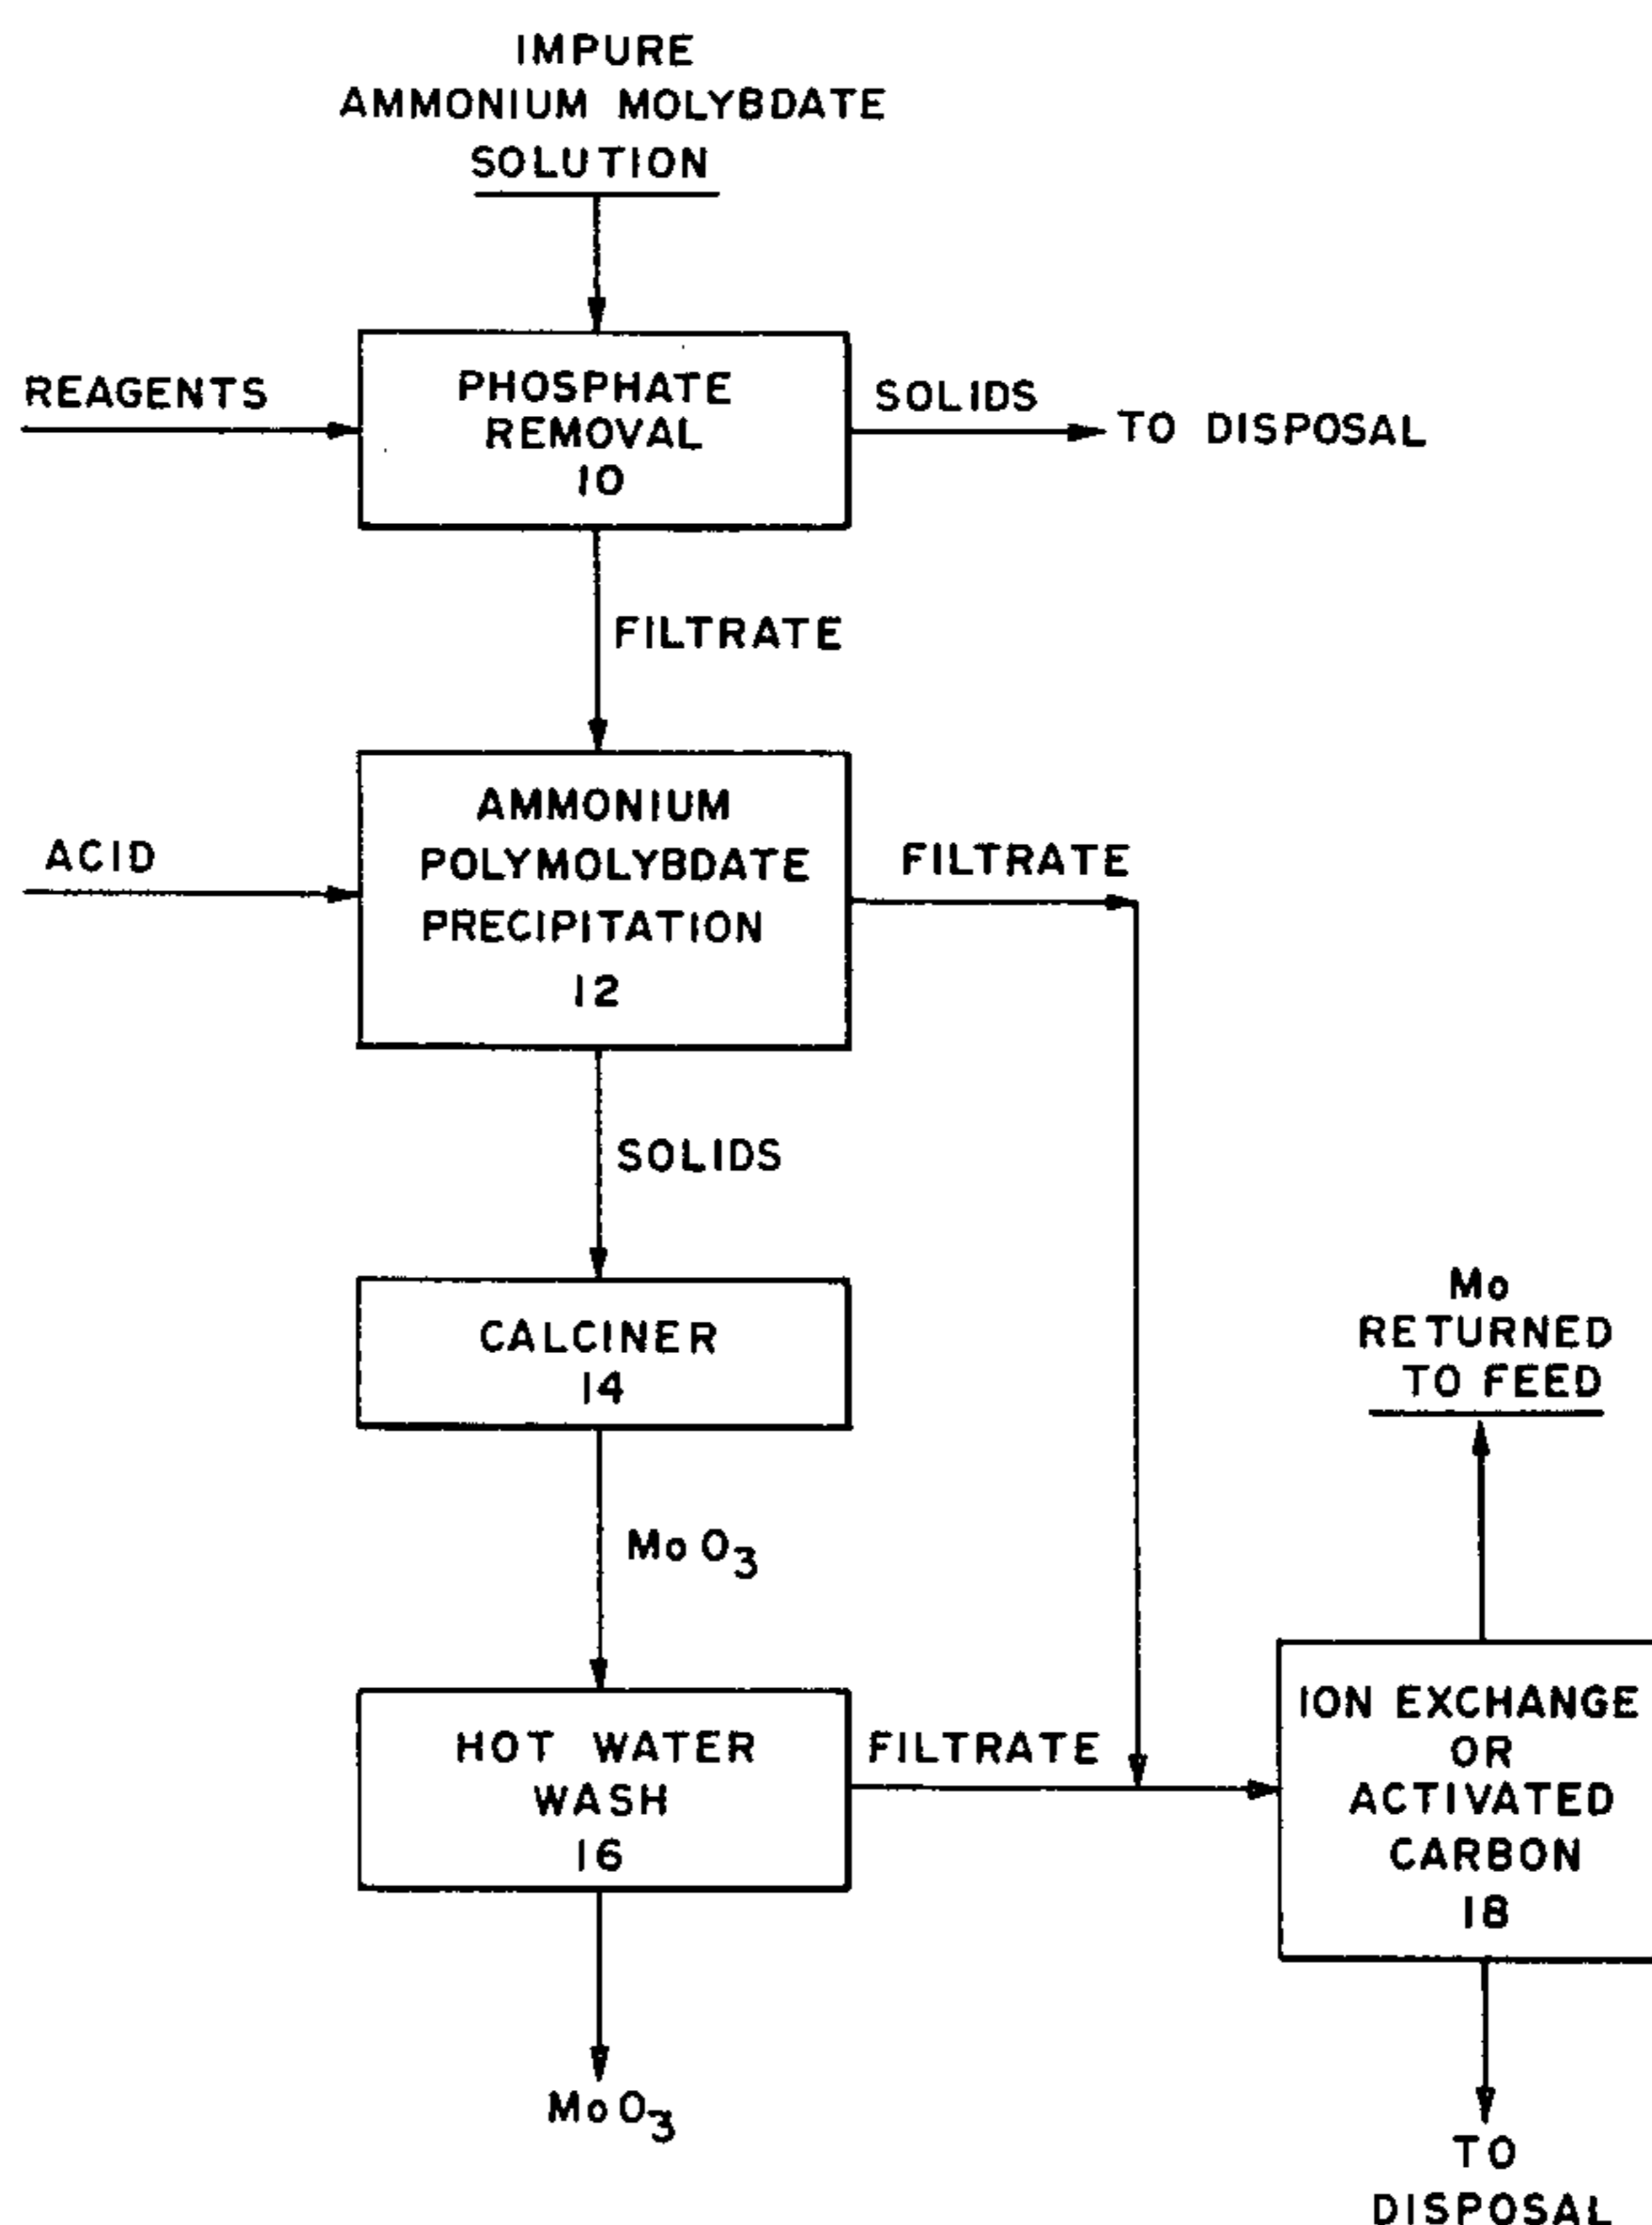 IMPURE
AMMONIUM MOLYBDATE
SOLUTION
REAGENTS
PHOSPHATE
REMOVAL
10
SOLIDS
TO DISPOSAL
FILTRATE
ACID
AMMONIUM
POLYMOLYBDATE
PRECIPITATION
12
FILTRATE
SOLIDS
CALCINER
14
MoO3
Mo
RETURNED
TO FEED
HOT WATER
WASH
16
FILTRATE
ION EXCHANGE
OR
ACTIVATED
CARBON
18
MoO3
TO
DISPOSAL